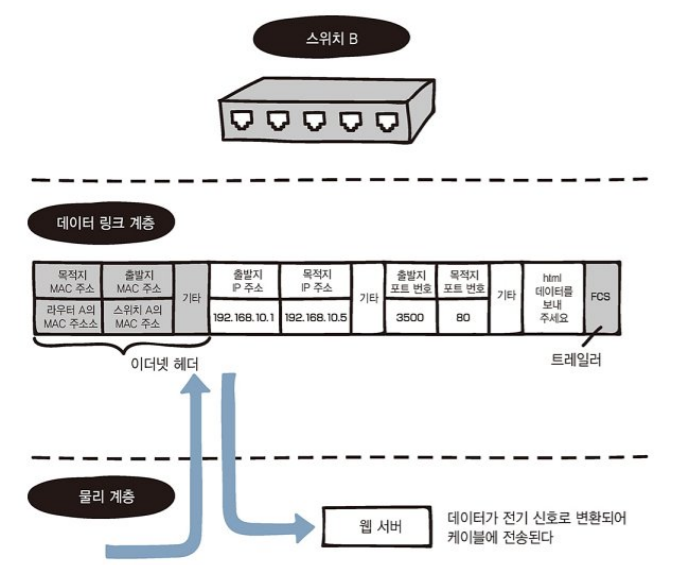 스위치 B
데이터 링크 계층
목적지
MAC 주소
출발지
MAC 주소
기타
출발지
IP 주소
목적지
IP 주소
기타
출발지
포트 번호
목적지
포트 번호
기타
html
데이터를
보내
주세요
FCS
라우터 A의
MAC 주소소
스위치 A의
MAC 주소
192.168.10.1
192.168.10.5
3500
80
이더넷 헤더
트레일러
물리 계층
웹 서버
데이터가 전기 신호로 변환되어
케이블에 전송된다